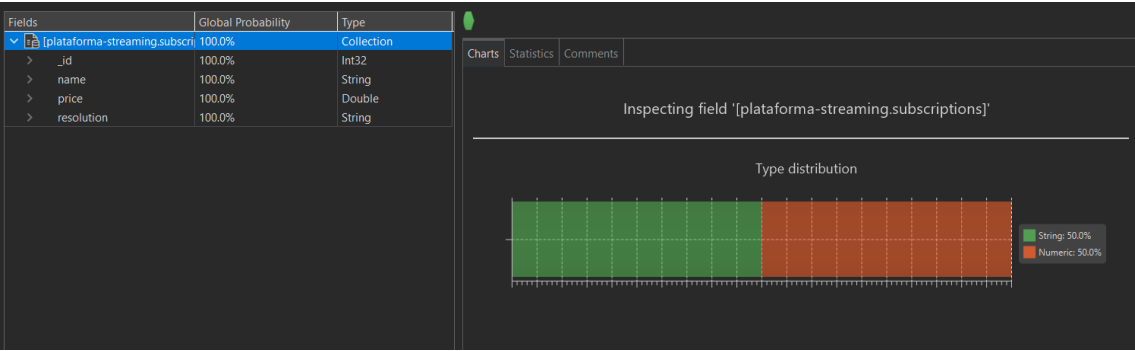 Fields Global Probability Type
[plataforma-streaming.subscri 100.0% Collection
_id 100.0% Int32
name 100.0% String
price 100.0% Double
resolution 100.0% String
Charts Statistics Comments
Inspecting field '[plataforma-streaming.subscriptions]'
Type distribution
String: 50.0%
Numeric: 50.0%